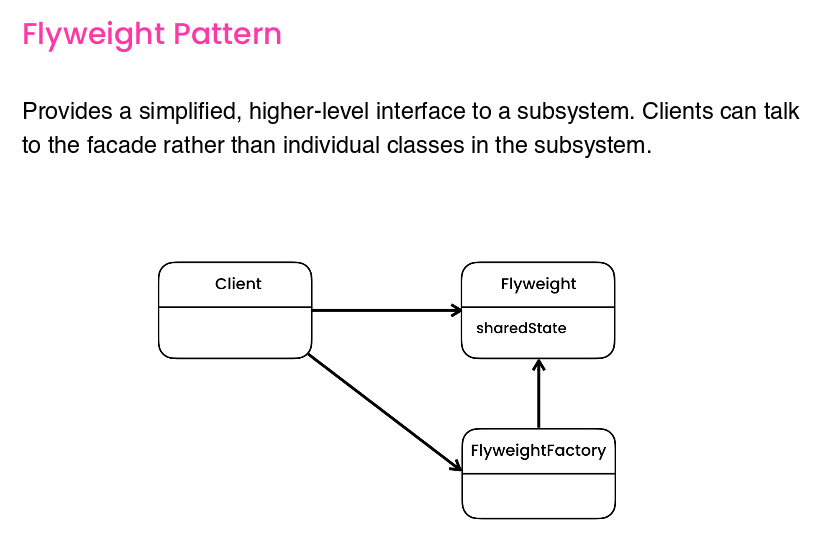 Flyweight Pattern
Provides a simplified, higher-level interface to a subsystem. Clients can talk
to the facade rather than individual classes in the subsystem.
Client
Flyweight
sharedState
FlyweightFactory